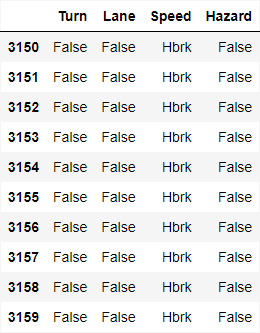 Turn Lane Speed Hazard
3150 False False Hbrk False
3151 False False Hbrk False
3152 False False Hbrk False
3153 False False Hbrk False
3154 False False Hbrk False
3155 False False Hbrk False
3156 False False Hbrk False
3157 False False Hbrk False
3158 False False Hbrk False
3159 False False Hbrk False